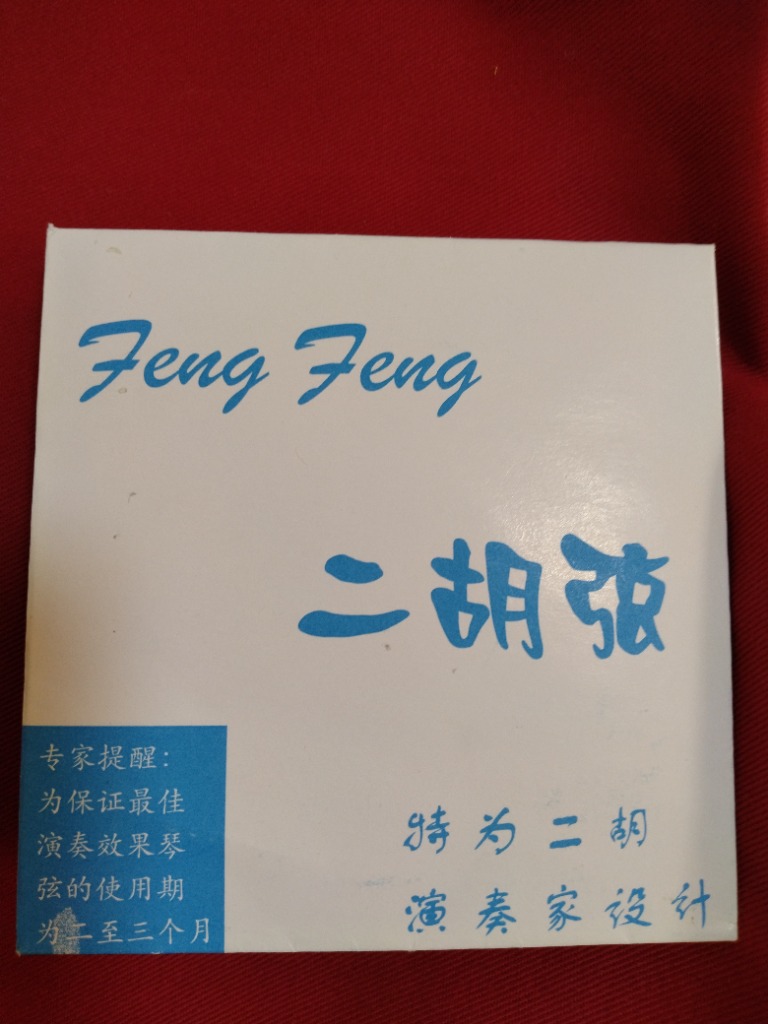 Feng Feng
二胡弦
专家提醒:
为保证最佳
演奏效果琴
弦的使用期
为二至三个月
特为二胡
演奏家设计